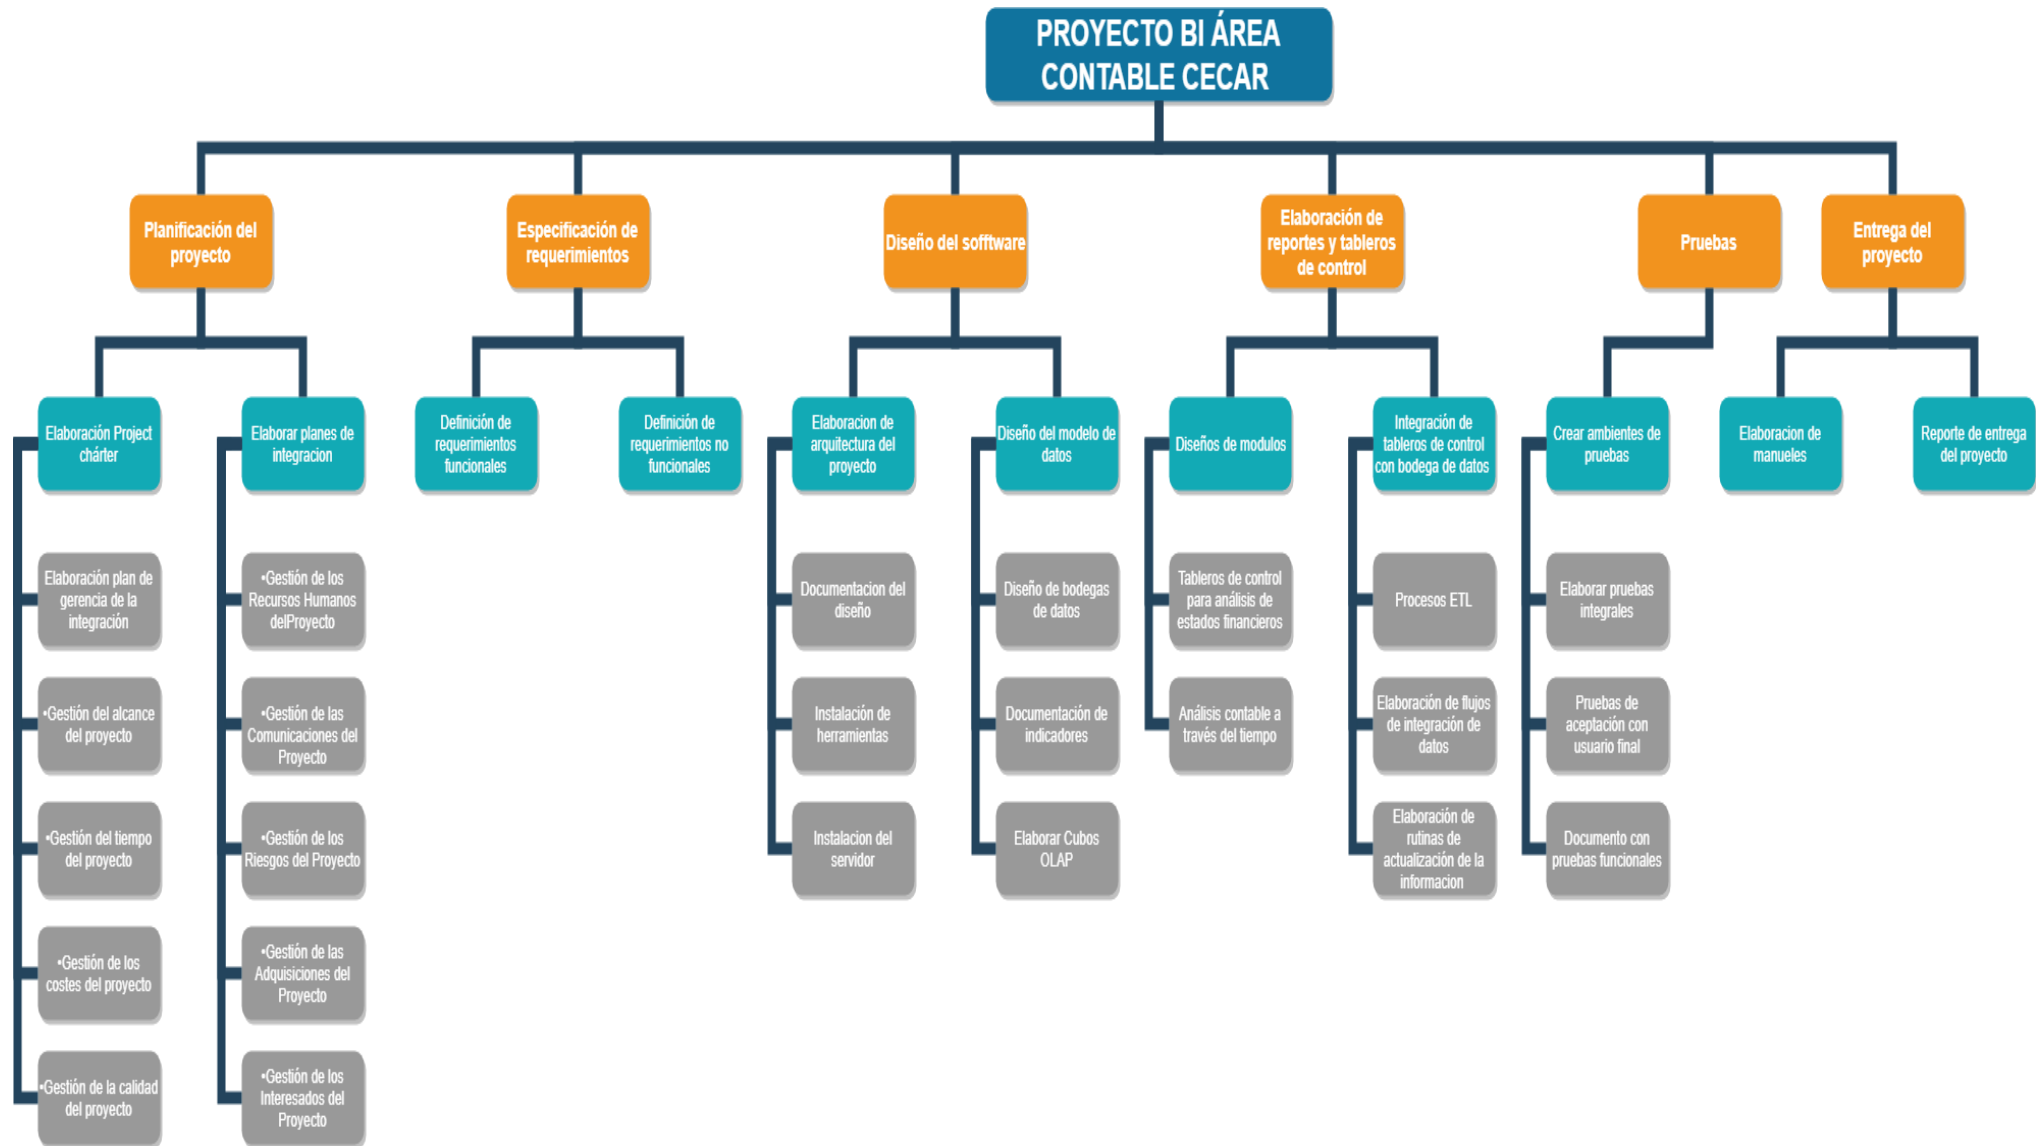 PROYECTO BI ÁREA
CONTABLE CECAR
Planificación del
proyecto
Especificación de
requerimientos
Diseño del sofftware
Elaboración de
reportes y tableros
de control
Pruebas
Entrega del
proyecto
Elaboración Project
chárter
Elaborar planes de
integracion
Definición de
requerimientos
funcionales
Definición de
requerimientos no
funcionales
Elaboracion de
arquitectura del
proyecto
Diseño del modelo de
datos
Diseños de modulos
Integración de
tableros de control
con bodega de datos
Crear ambientes de
pruebas
Elaboracion de
manueles
Reporte de entrega
del proyecto
Elaboración plan de
gerencia de la
integración
•Gestión de los
Recursos Humanos
delProyecto
Documentacion del
diseño
Diseño de bodegas
de datos
Tableros de control
para análisis de
estados financieros
Procesos ETL
Elaborar pruebas
integrales
•Gestión del alcance
del proyecto
•Gestión de las
Comunicaciones del
Proyecto
Instalación de
herramientas
Documentación de
indicadores
Análisis contable a
través del tiempo
Elaboración de flujos
de integración de
datos
Pruebas de
aceptación con
usuario final
•Gestión del tiempo
del proyecto
•Gestión de los
Riesgos del Proyecto
Instalacion del
servidor
Elaborar Cubos
OLAP
Elaboración de
rutinas de
actualización de la
informacion
Documento con
pruebas funcionales
•Gestión de los
costes del proyecto
•Gestión de las
Adquisiciones del
Proyecto
•Gestión de la calidad
del proyecto
•Gestión de los
Interesados del
Proyecto